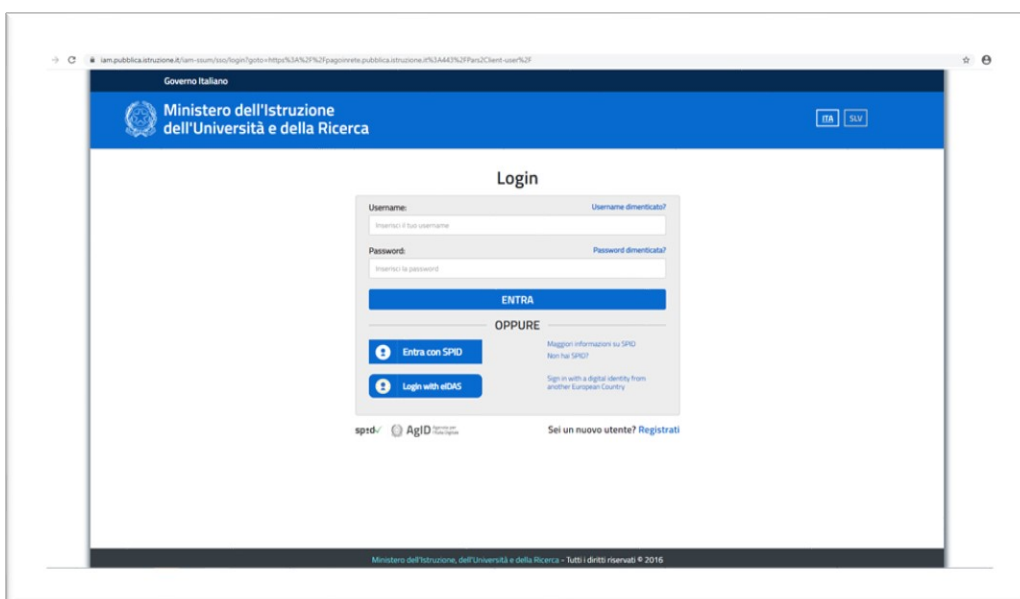 iam.pubblica.istruzione.it/iam-ssum/sso/login?goto=https%3A%2F%2Fpagoinrete.pubblica.istruzione.it%3A443%2FPars2Client-user%2F
Governo Italiano
Ministero dell'Istruzione
dell'Università e della Ricerca
ITA SLV
Login
Username: Username dimenticato?
Inserisci il tuo username
Password: Password dimenticata?
Inserisci la password
ENTRA
OPPURE
Entra con SPID
Maggiori informazioni su SPID
Non hai SPID?
Login with eIDAS
Sign in with a digital identity from
another European Country
sp:d AgID
Sei un nuovo utente? Registrati
Ministero dell'Istruzione, dell'Università e della Ricerca - Tutti i diritti riservati © 2016